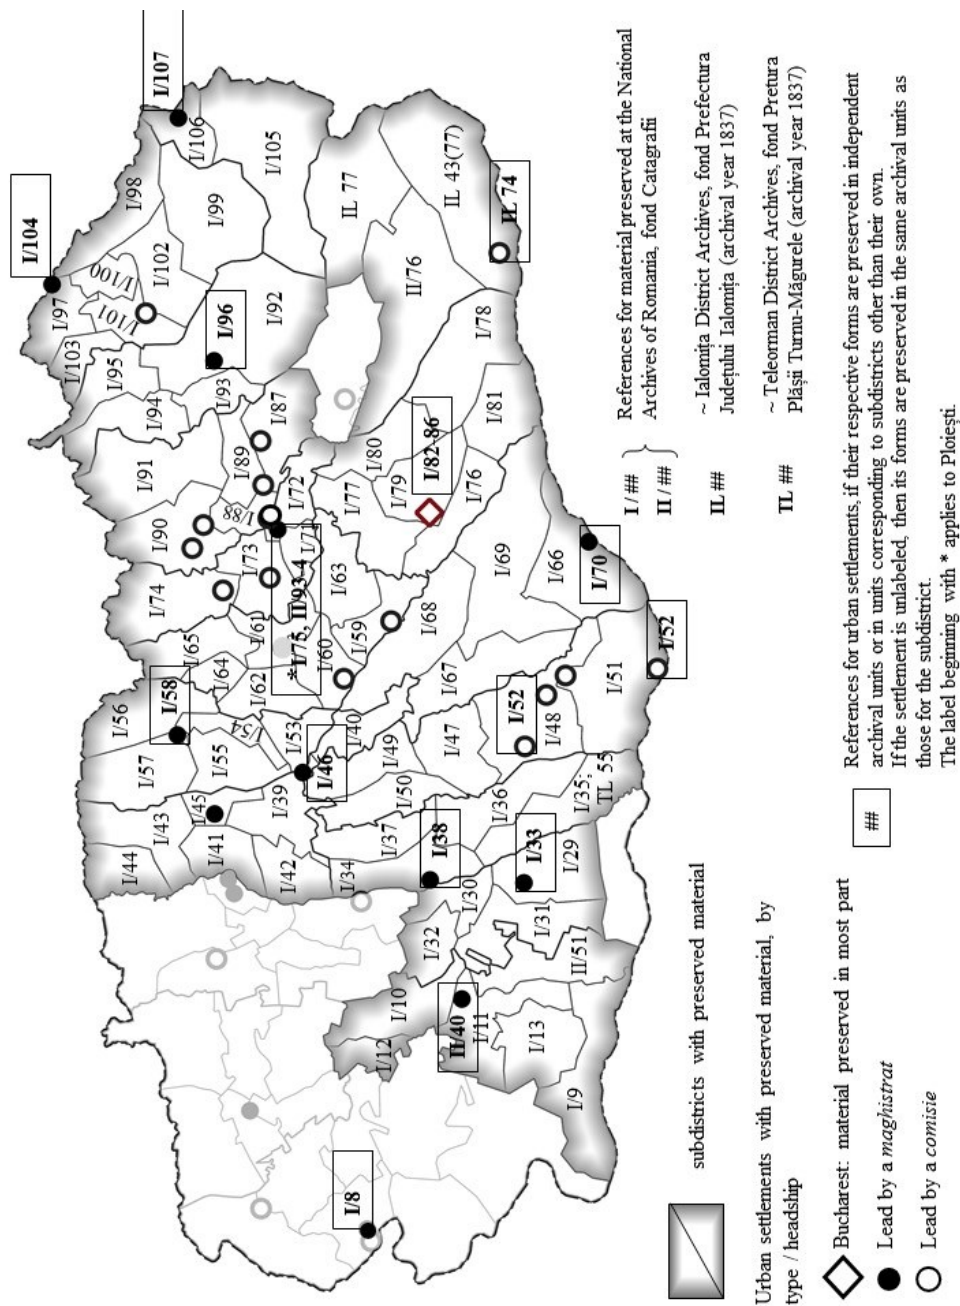 I/107
I/104
I/106
I/98
I/105
I/99
I/100
I/102
I/97
I/101
I/96
I/92
I/103
I/95
I/93
I/94
I/87
I/91
I/89
I/90
I/88
I/72
I/71
I/73
I/74
I/61
I/65
I/64
I/62
*I/75, II/93-4
I/60
I/63
I/59
I/58
I/56
I/54
I/53
I/57
I/55
I/46
I/40
I/45
I/39
I/43
I/41
I/44
I/42
I/34
I/37
I/50
I/49
I/47
I/67
I/68
I/69
I/66
I/70
I/52
I/51
I/52
I/48
I/36
I/35;
TL 55
I/38
I/33
I/29
I/30
I/31
I/32
II/51
I/10
II/40
I/11
I/12
I/13
I/9
I/8
IL 77
IL 43(77)
IL 74
II/76
I/78
I/81
I/80
I/82-86
I/79
I/77
I/76
I / ##
II / ##
References for material preserved at the National
Archives of Romania, fond Catagrafii
IL ##
~ Ialomița District Archives, fond Prefectura
Județului Ialomița (archival year 1837)
TL ##
~ Teleorman District Archives, fond Pretura
Plășii Turnu-Măgurele (archival year 1837)
##
References for urban settlements, if their respective forms are preserved in independent
archival units or in units corresponding to subdistricts other than their own.
If the settlement is unlabeled, then its forms are preserved in the same archival units as
those for the subdistrict.
The label beginning with * applies to Ploiești.
subdistricts with preserved material
Urban settlements with preserved material, by
type / headship
Bucharest: material preserved in most part
Lead by a maghistrat
Lead by a comisie